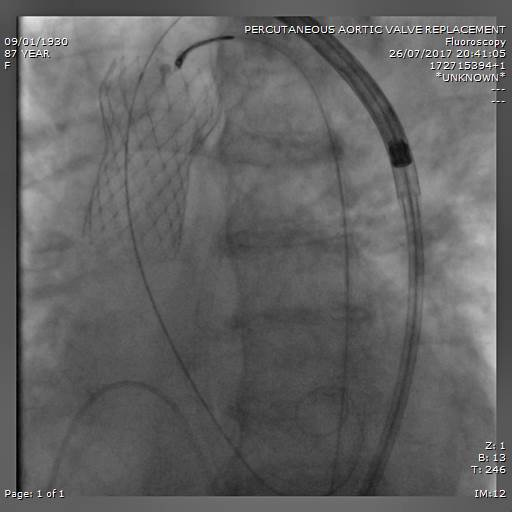 PERCUTANEOUS AORTIC VALVE REPLACEMENT
09/01/1930
Fluoroscopy
87 YEAR
26/07/2017 20:41:05
F
172715394+1
*UNKNOWN*
---
---
Z: 1
B: 13
T: 246
Page: 1 of 1
IM:12